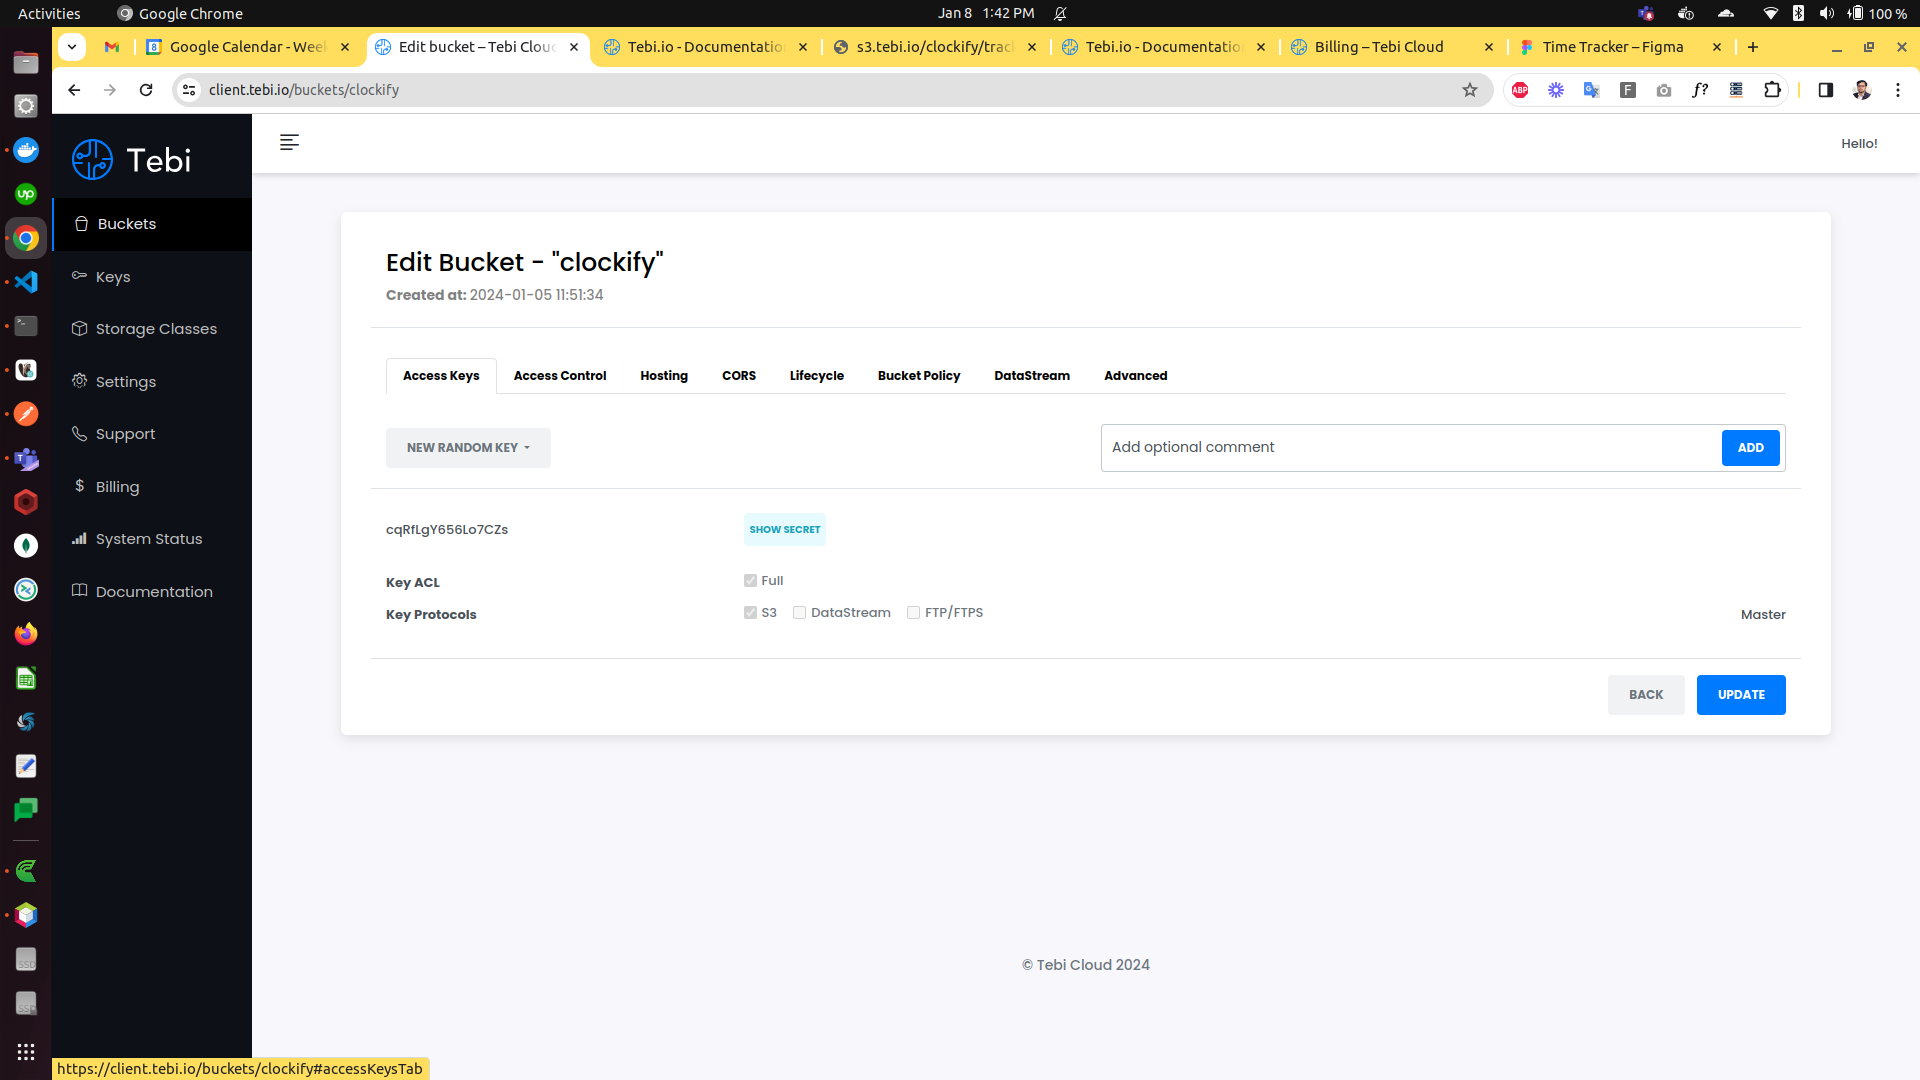 Activities
Google Chrome
Jan 8 1:42 PM
100 %
Google Calendar - Wee
Edit bucket – Tebi Clou
Tebi.io - Documentatio
s3.tebi.io/clockify/trac
Tebi.io - Documentatio
Billing – Tebi Cloud
Time Tracker – Figma
client.tebi.io/buckets/clockify
Tebi
Hello!
Buckets
Keys
Storage Classes
Settings
Support
Billing
System Status
Documentation
Edit Bucket - "clockify"
Created at: 2024-01-05 11:51:34
Access Keys
Access Control
Hosting
CORS
Lifecycle
Bucket Policy
DataStream
Advanced
NEW RANDOM KEY
Add optional comment
ADD
cqRfLgY656Lo7CZs
SHOW SECRET
Key ACL
Full
Key Protocols
S3
DataStream
FTP/FTPS
Master
BACK
UPDATE
© Tebi Cloud 2024
https://client.tebi.io/buckets/clockify#accessKeysTab